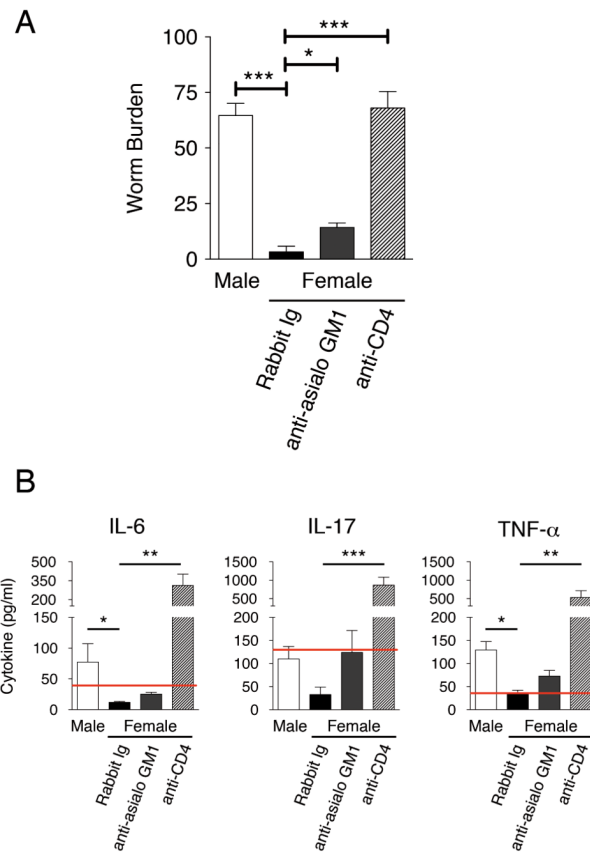 A
***
*
***
100
75
50
25
0
Worm Burden
Male
Female
Rabbit Ig
anti-asialo GM1
anti-CD4
B
IL-6
500
350
200
150
100
50
0
Cytokine (pg/ml)
**
*
Male
Female
Rabbit Ig
anti-asialo GM1
anti-CD4
IL-17
1500
1000
500
200
150
100
50
0
***
Male
Female
Rabbit Ig
anti-asialo GM1
anti-CD4
TNF-α
1500
1000
500
200
150
100
50
0
**
*
Male
Female
Rabbit Ig
anti-asialo GM1
anti-CD4